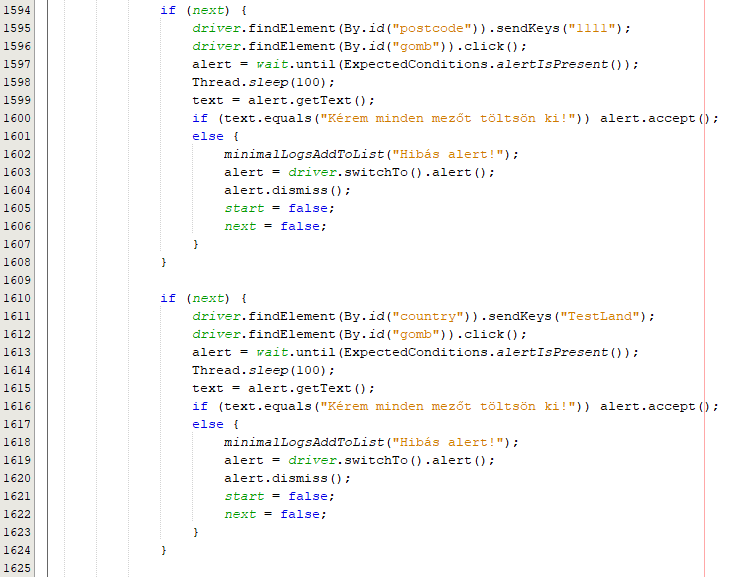 1594 if (next) {
1595 driver.findElement(By.id("postcode")).sendKeys("1111");
1596 driver.findElement(By.id("gomb")).click();
1597 alert = wait.until(ExpectedConditions.alertIsPresent());
1598 Thread.sleep(100);
1599 text = alert.getText();
1600 if (text.equals("Kérem minden mezőt töltsön ki!")) alert.accept();
1601 else {
1602 minimalLogsAddToList("Hibás alert!");
1603 alert = driver.switchTo().alert();
1604 alert.dismiss();
1605 start = false;
1606 next = false;
1607 }
1608 }
1609
1610 if (next) {
1611 driver.findElement(By.id("country")).sendKeys("TestLand");
1612 driver.findElement(By.id("gomb")).click();
1613 alert = wait.until(ExpectedConditions.alertIsPresent());
1614 Thread.sleep(100);
1615 text = alert.getText();
1616 if (text.equals("Kérem minden mezőt töltsön ki!")) alert.accept();
1617 else {
1618 minimalLogsAddToList("Hibás alert!");
1619 alert = driver.switchTo().alert();
1620 alert.dismiss();
1621 start = false;
1622 next = false;
1623 }
1624 }
1625